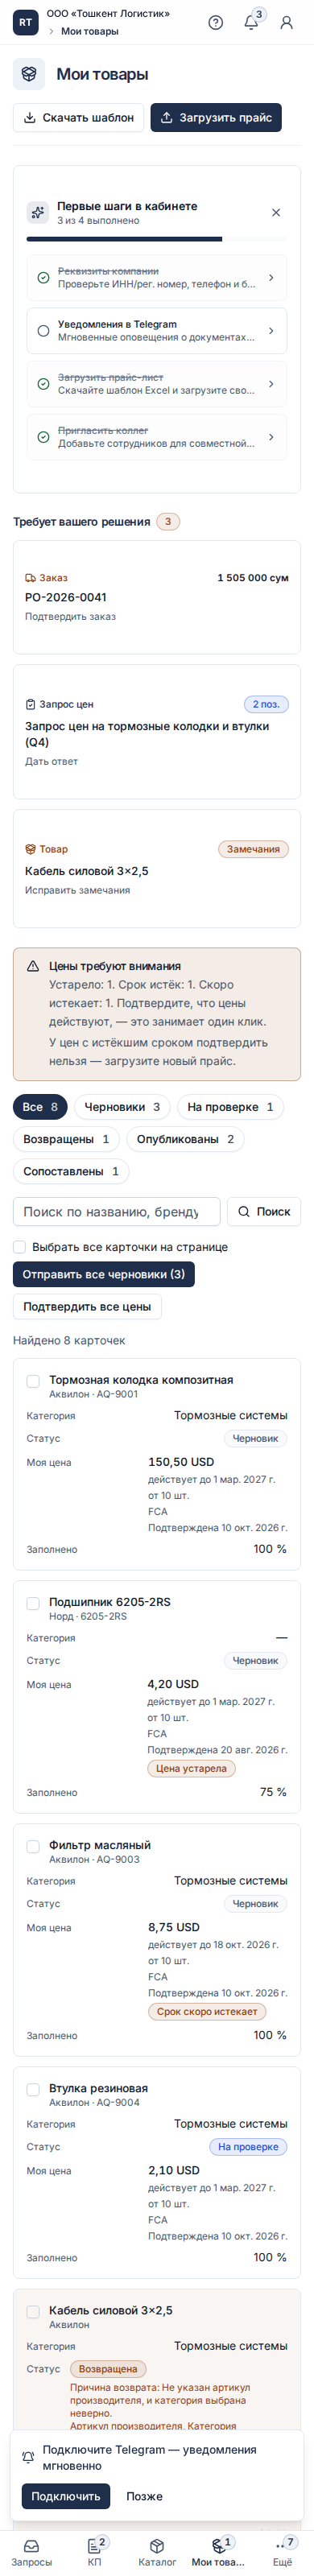 RT
ООО «Тошкент Логистик»
Мои товары
3
Мои товары
Скачать шаблон
Загрузить прайс
Первые шаги в кабинете
3 из 4 выполнено
Реквизиты компании
Проверьте ИНН/рег. номер, телефон и б...
Уведомления в Telegram
Мгновенные оповещения о документах...
Загрузить прайс-лист
Скачайте шаблон Excel и загрузите сво...
Пригласить коллег
Добавьте сотрудников для совместной...
Требует вашего решения 3
Заказ
1 505 000 сум
PO-2026-0041
Подтвердить заказ
Запрос цен
2 поз.
Запрос цен на тормозные колодки и втулки
(Q4)
Дать ответ
Товар
Замечания
Кабель силовой 3×2,5
Исправить замечания
Цены требуют внимания
Устарело: 1. Срок истёк: 1. Скоро
истекает: 1. Подтвердите, что цены
действуют, — это занимает один клик.
У цен с истёкшим сроком подтвердить
нельзя — загрузите новый прайс.
Все 8
Черновики 3
На проверке 1
Возвращены 1
Опубликованы 2
Сопоставлены 1
Поиск по названию, бренду
Поиск
Выбрать все карточки на странице
Отправить все черновики (3)
Подтвердить все цены
Найдено 8 карточек
Тормозная колодка композитная
Аквилон · AQ-9001
Категория Тормозные системы
Статус Черновик
Моя цена 150,50 USD
действует до 1 мар. 2027 г.
от 10 шт.
FCA
Подтверждена 10 окт. 2026 г.
Заполнено 100 %
Подшипник 6205-2RS
Норд · 6205-2RS
Категория —
Статус Черновик
Моя цена 4,20 USD
действует до 1 мар. 2027 г.
от 10 шт.
FCA
Подтверждена 20 авг. 2026 г.
Цена устарела
Заполнено 75 %
Фильтр масляный
Аквилон · AQ-9003
Категория Тормозные системы
Статус Черновик
Моя цена 8,75 USD
действует до 18 окт. 2026 г.
от 10 шт.
FCA
Подтверждена 10 окт. 2026 г.
Срок скоро истекает
Заполнено 100 %
Втулка резиновая
Аквилон · AQ-9004
Категория Тормозные системы
Статус На проверке
Моя цена 2,10 USD
действует до 1 мар. 2027 г.
от 10 шт.
FCA
Подтверждена 10 окт. 2026 г.
Заполнено 100 %
Кабель силовой 3×2,5
Аквилон
Категория Тормозные системы
Статус Возвращена
Причина возврата: Не указан артикул
производителя, и категория выбрана
неверно.
Артикул производителя, Категория
Подключите Telegram — уведомления
мгновенно
Подключить
Позже
2
1
7
Запросы
КП
Каталог
Мои това...
Ещё